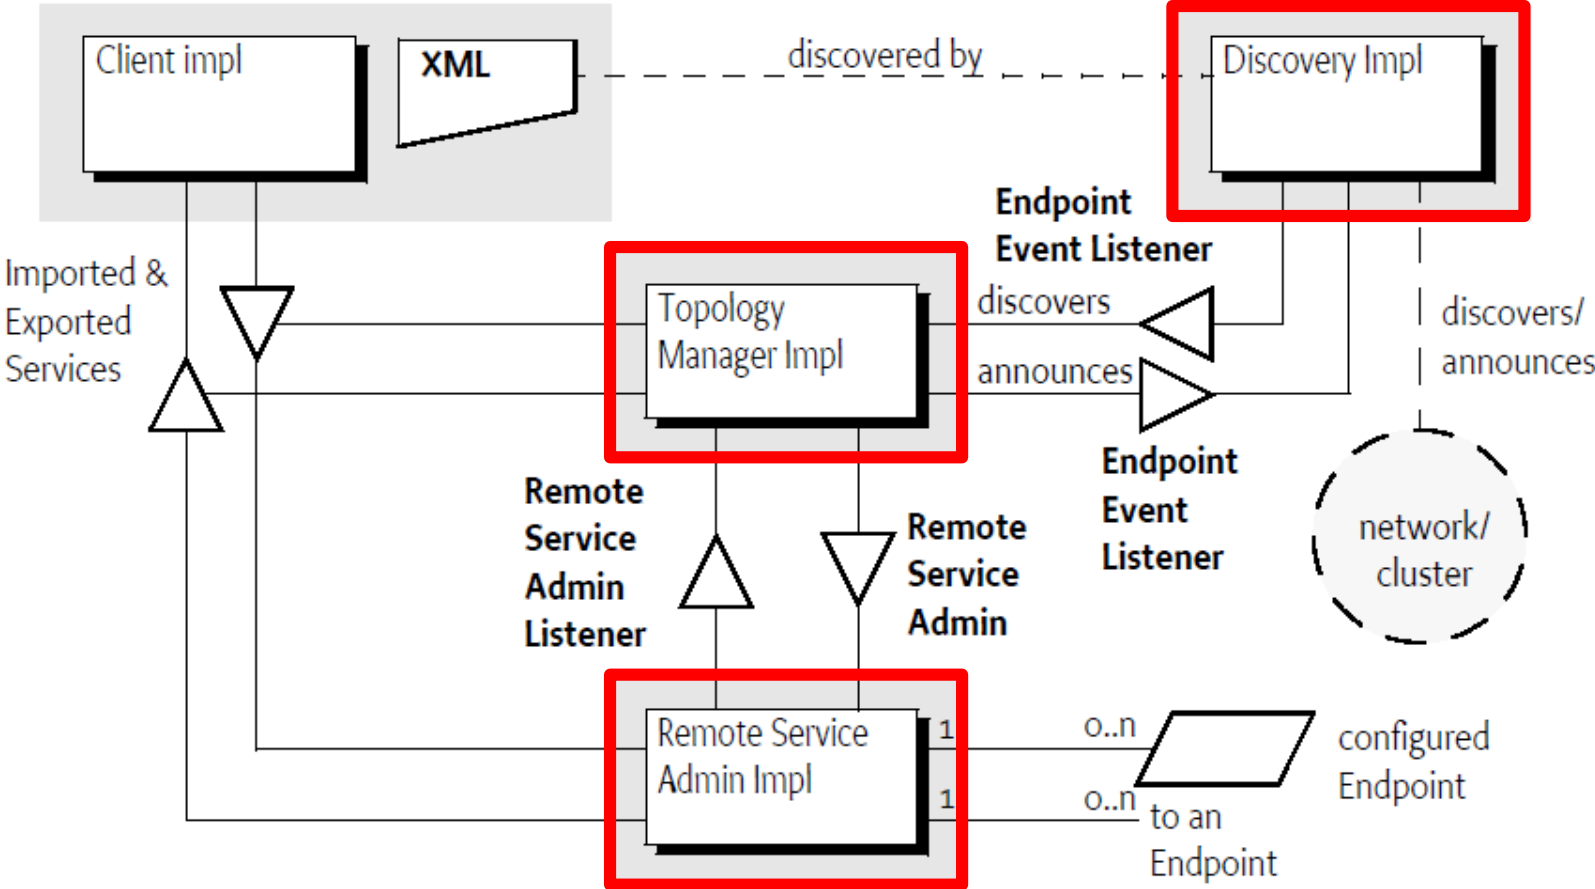 Client impl
XML
discovered by
Discovery Impl
Endpoint
Event Listener
Imported &
Exported
Services
Topology
Manager Impl
discovers
announces
discovers/
announces
Endpoint
Event
Listener
Remote
Service
Admin
Listener
Remote
Service
Admin
network/
cluster
Remote Service
Admin Impl
1
0..n
1
0..n
configured
Endpoint
to an
Endpoint